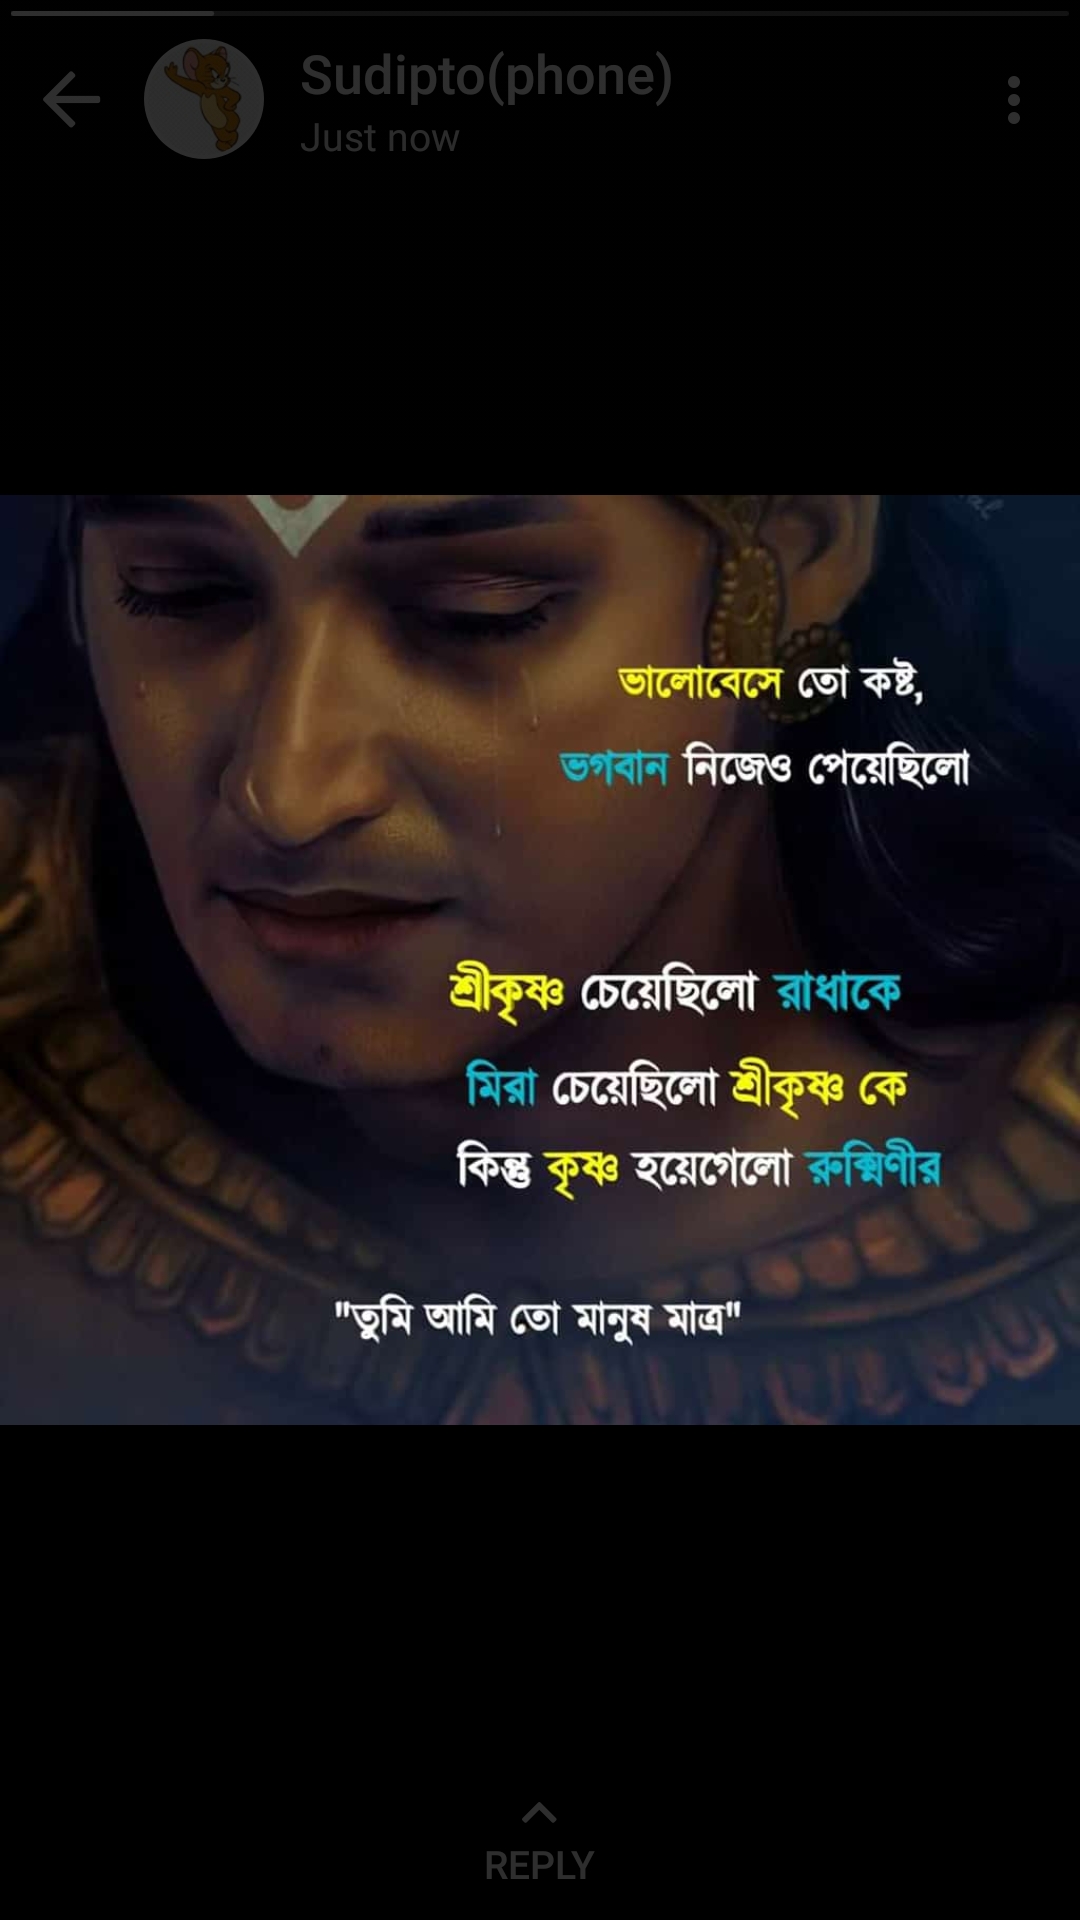 Sudipto(phone)
Just now
ভালোবেসে তো কষ্ট,
ভগবান নিজেও পেয়েছিলো
শ্রীকৃষ্ণ চেয়েছিলো রাধাকে
মিরা চেয়েছিলো শ্রীকৃষ্ণ কে
কিন্তু কৃষ্ণ হয়েগেলো রুক্মিণীর
"তুমি আমি তো মানুষ মাত্র"
REPLY